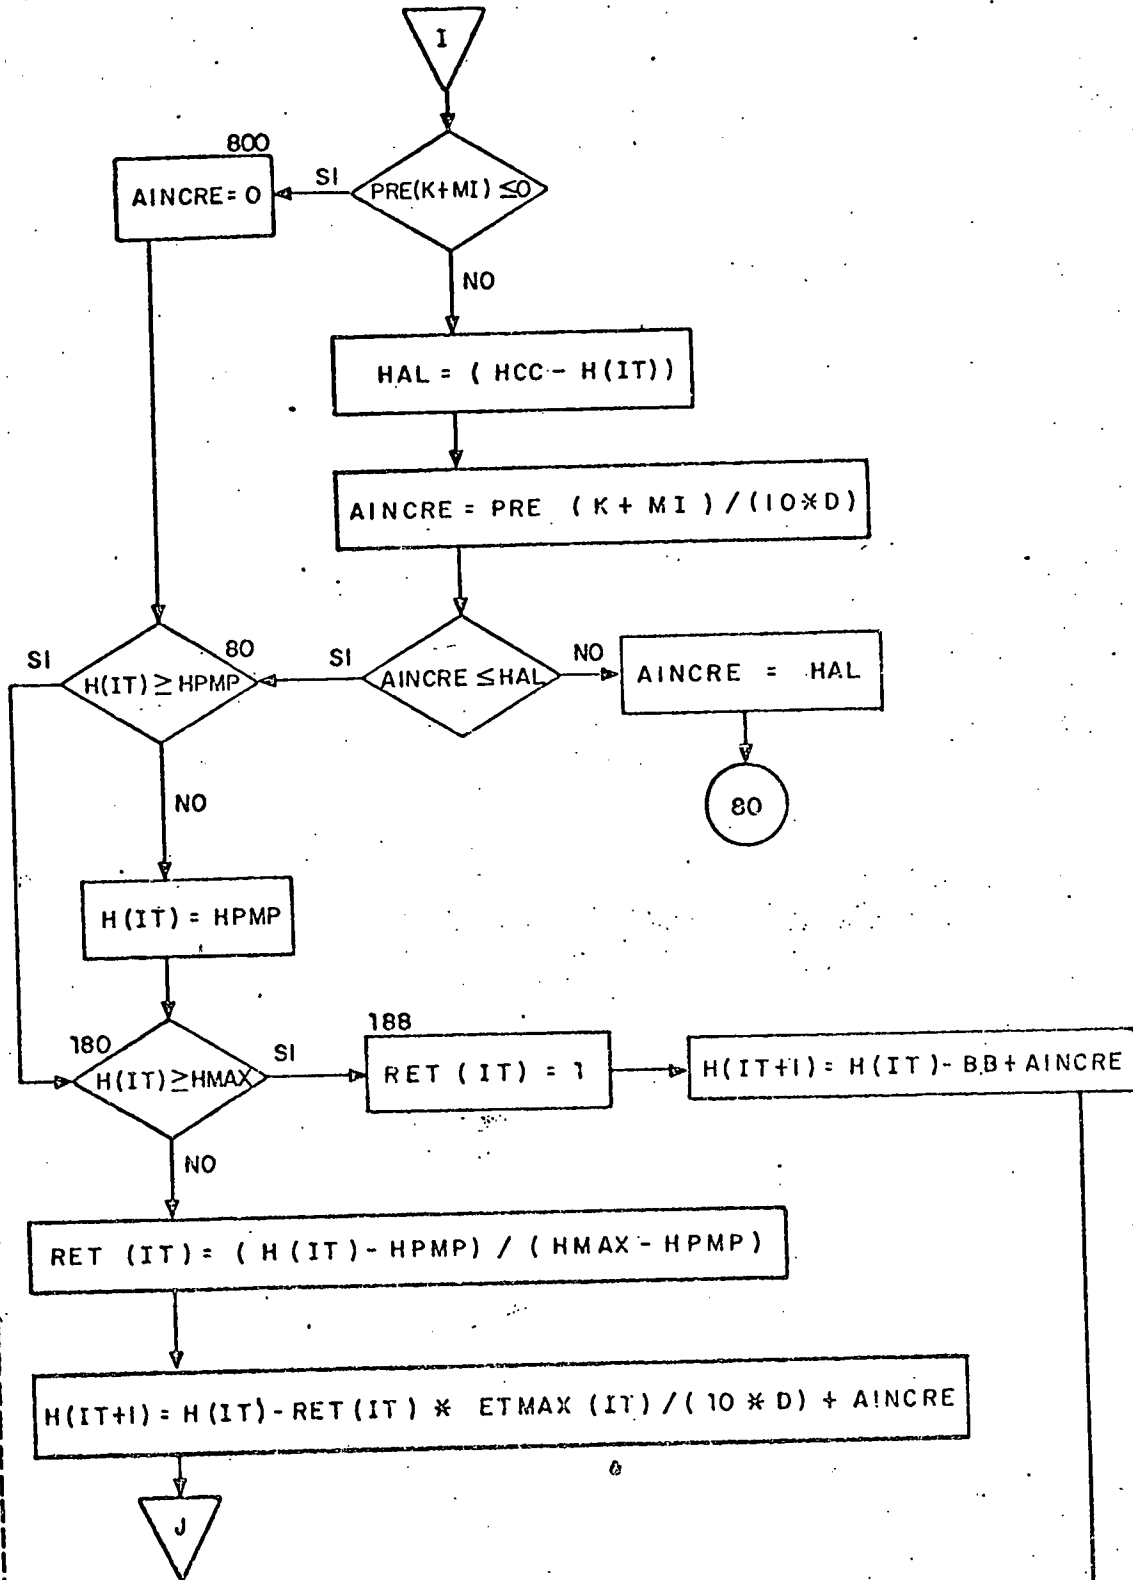 I
800
AINCRE = 0
SI
PRE(K+MI) ≤0
NO
HAL = ( HCC - H(IT))
AINCRE = PRE ( K + MI ) / (10*D)
SI
H(IT) ≥ HPMP
80
SI
AINCRE ≤ HAL
NO
AINCRE = HAL
80
NO
H(IT) = HPMP
180
H(IT) ≥ HMAX
SI
188
RET ( IT ) = 1
H(IT+1) = H(IT) - BB + AINCRE
NO
RET (IT) = ( H (IT) - HPMP) / ( HMAX - HPMP )
H(IT+1) = H(IT) - RET(IT) * ETMAX (IT) / ( 10 * D) + AINCRE
J